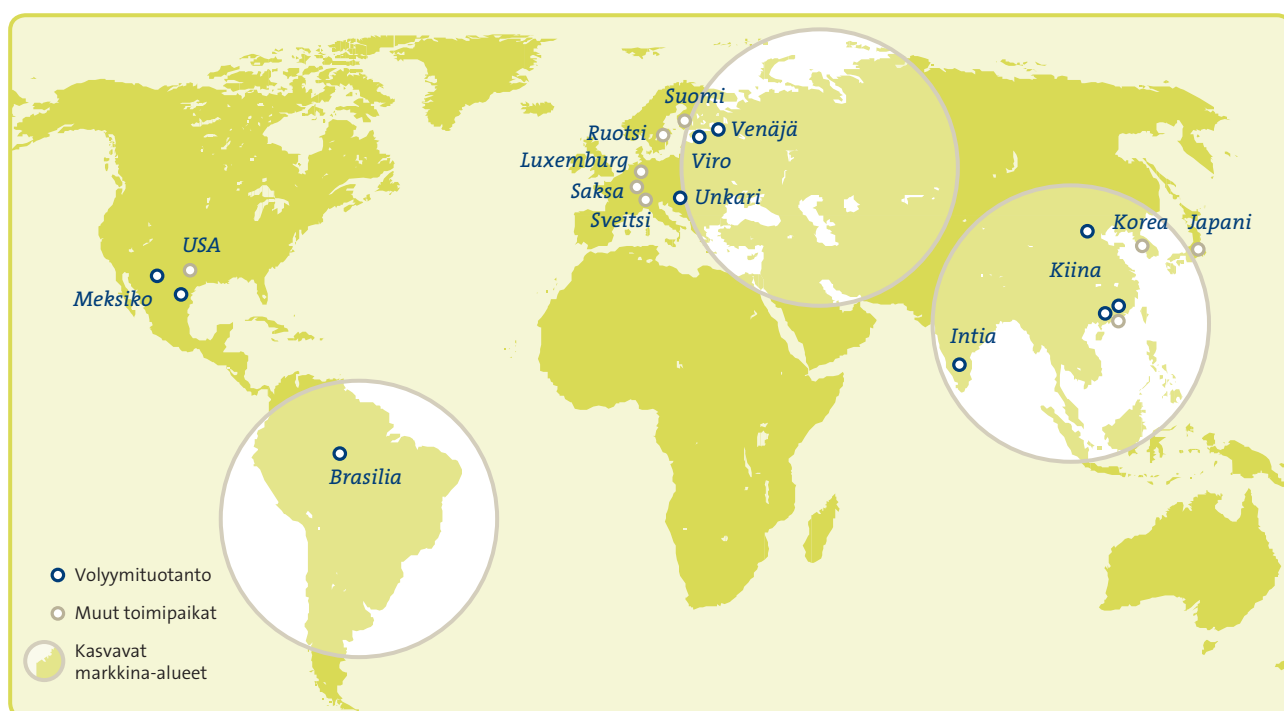 Suomi
Ruotsi
Venäjä
Viro
Luxemburg
Saksa
Unkari
Sveitsi
USA
Meksiko
Korea
Japani
Kiina
Intia
Brasilia
Volyymituotanto
Muut toimipaikat
Kasvavat
markkina-alueet